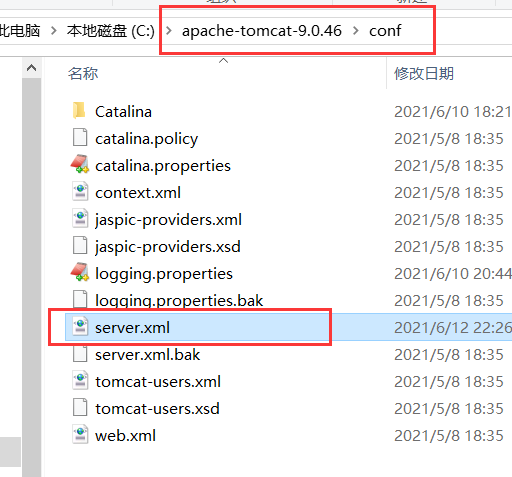 此电脑 > 本地磁盘 (C:) > apache-tomcat-9.0.46 > conf
名称 修改日期
Catalina 2021/6/10 18:21
catalina.policy 2021/5/8 18:35
catalina.properties 2021/5/8 18:35
context.xml 2021/5/8 18:35
jaspic-providers.xml 2021/5/8 18:35
jaspic-providers.xsd 2021/5/8 18:35
logging.properties 2021/6/10 20:44
logging.properties.bak 2021/5/8 18:35
server.xml 2021/6/12 22:26
server.xml.bak 2021/5/8 18:35
tomcat-users.xml 2021/5/8 18:35
tomcat-users.xsd 2021/5/8 18:35
web.xml 2021/5/8 18:35